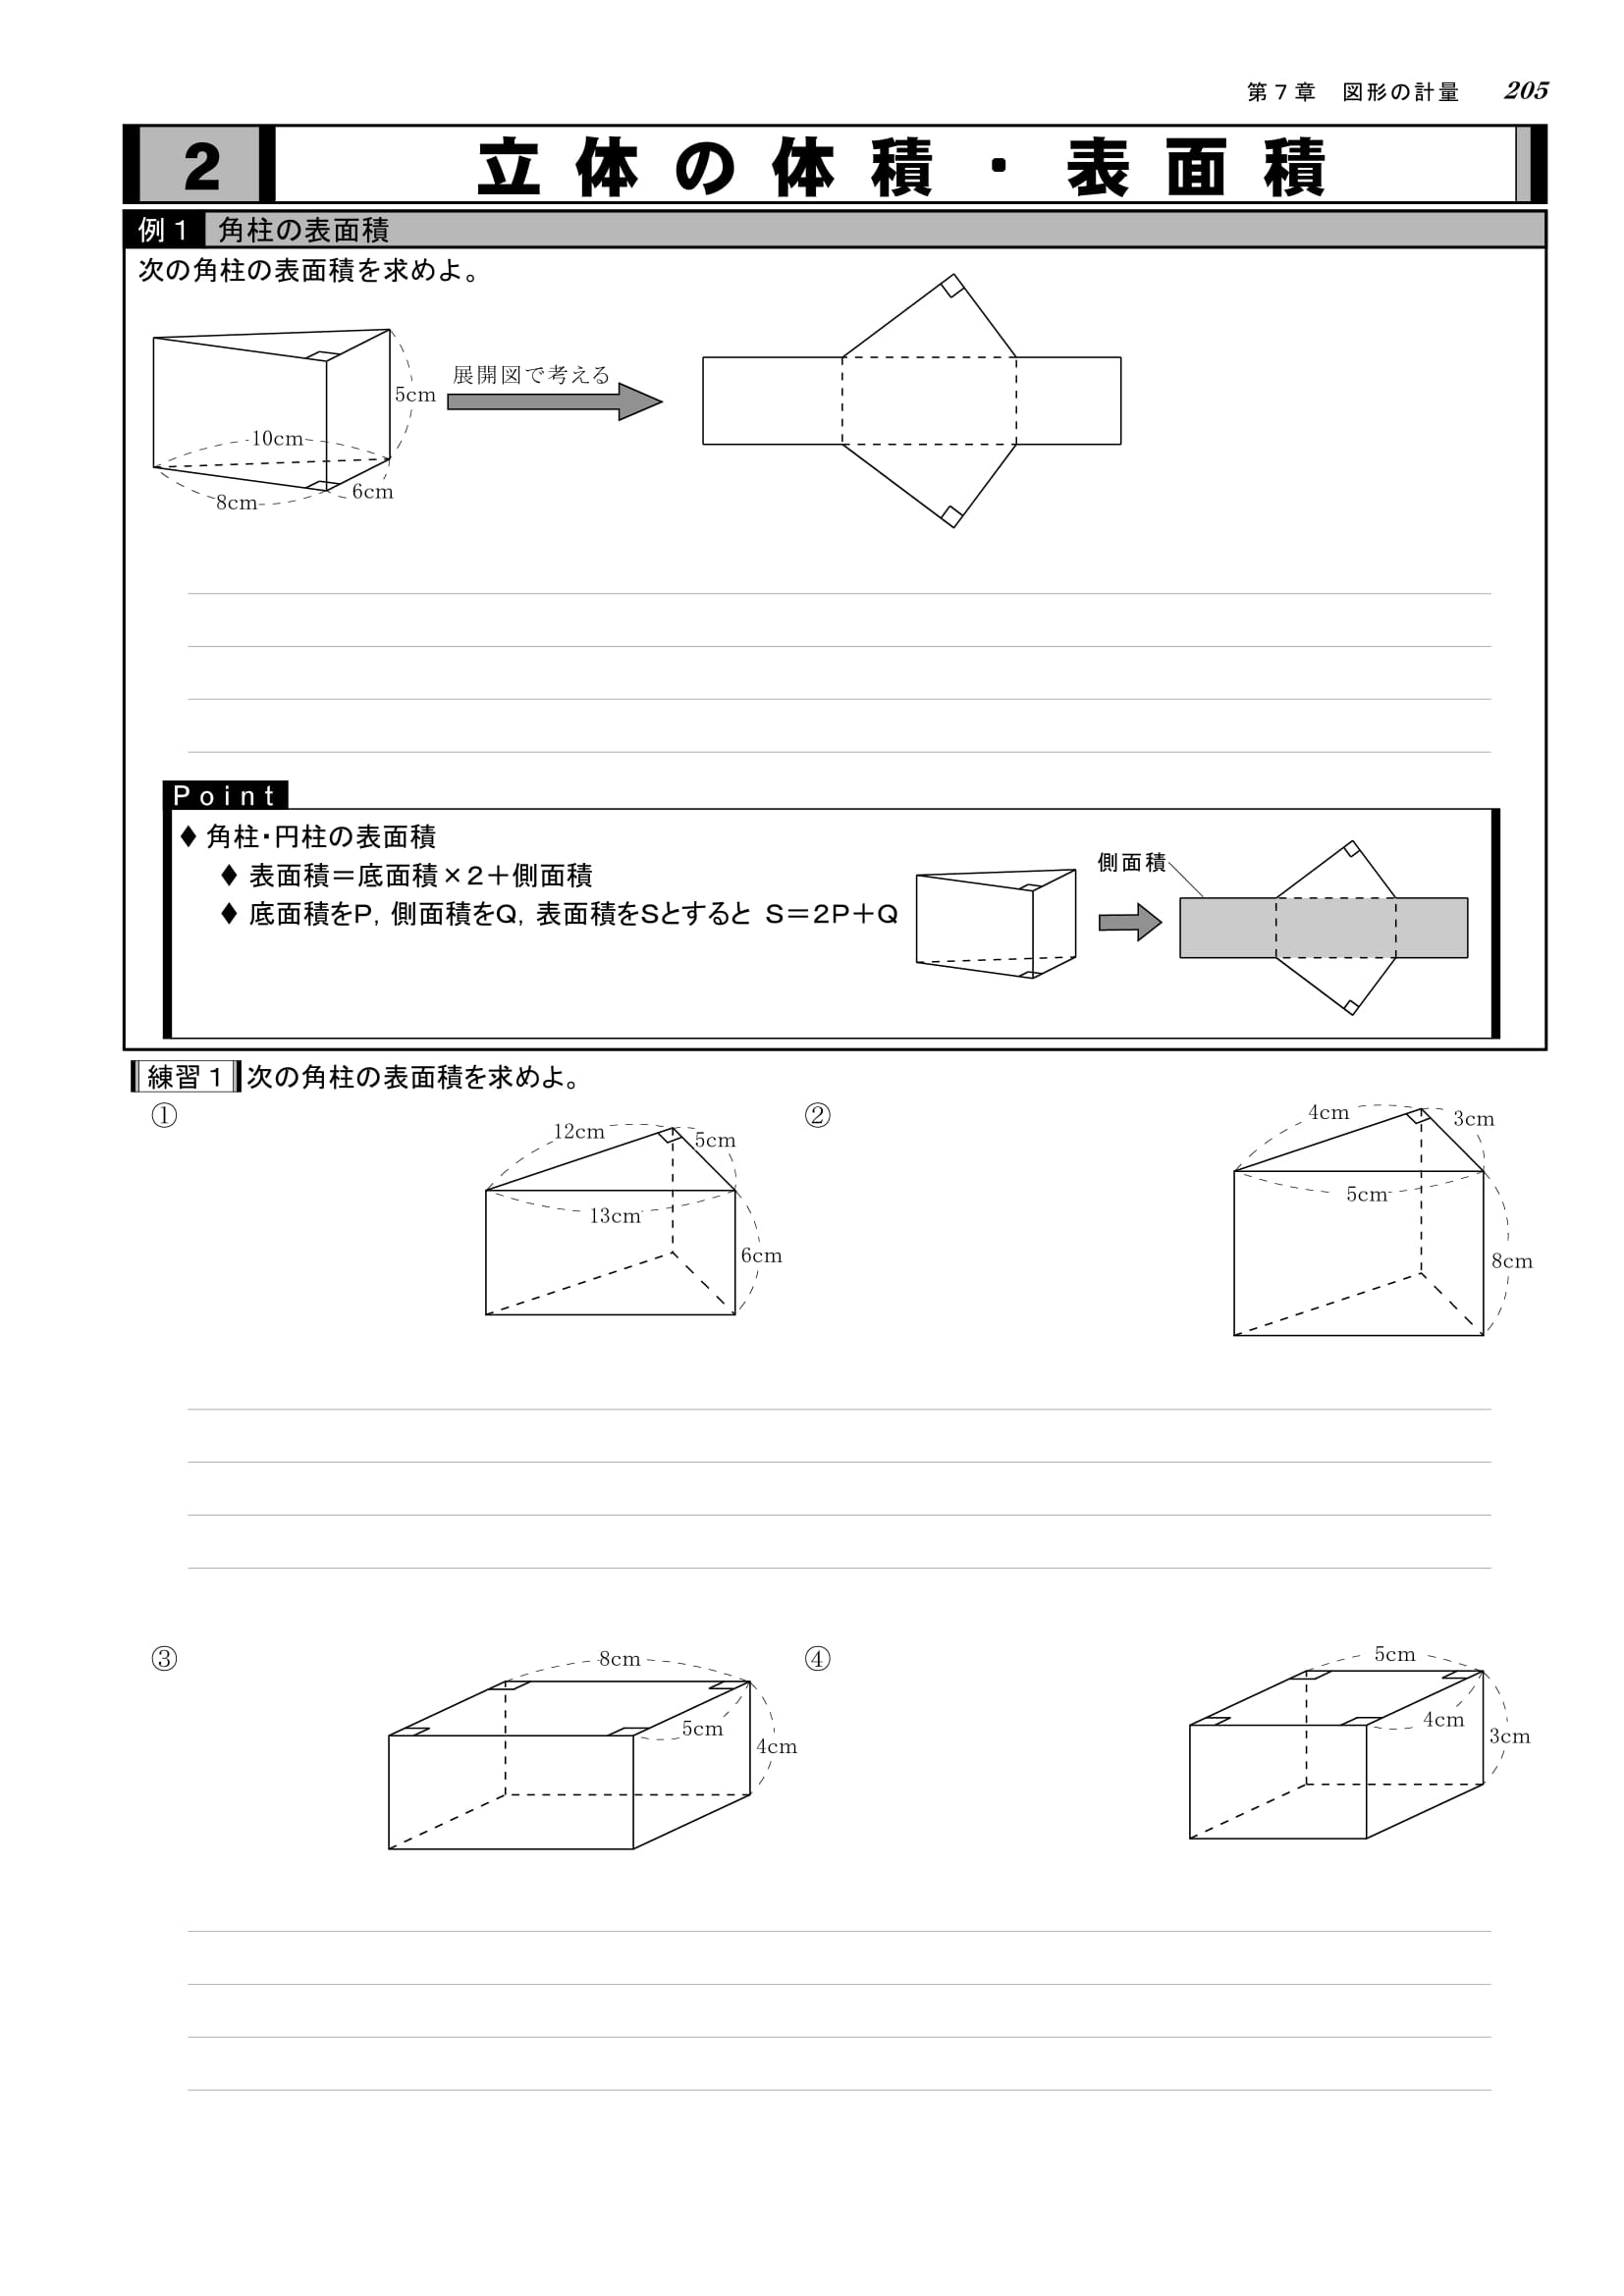 第７章　図形の計量　205
2　立体の体積・表面積
例１　角柱の表面積
次の角柱の表面積を求めよ。
展開図で考える
5cm
10cm
8cm
6cm
Point
♦ 角柱・円柱の表面積
♦ 表面積＝底面積×２＋側面積
♦ 底面積をP, 側面積をQ, 表面積をSとすると S＝2P＋Q
側面積
練習１ 次の角柱の表面積を求めよ。
①
12cm
5cm
13cm
6cm
②
4cm
3cm
5cm
8cm
③
8cm
5cm
4cm
④
5cm
4cm
3cm